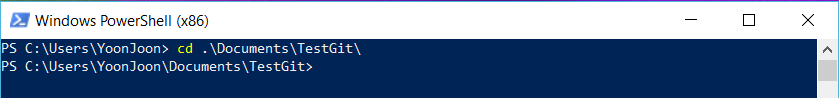 Windows PowerShell (x86)
PS C:\Users\YoonJoon> cd .\Documents\TestGit\
PS C:\Users\YoonJoon\Documents\TestGit>